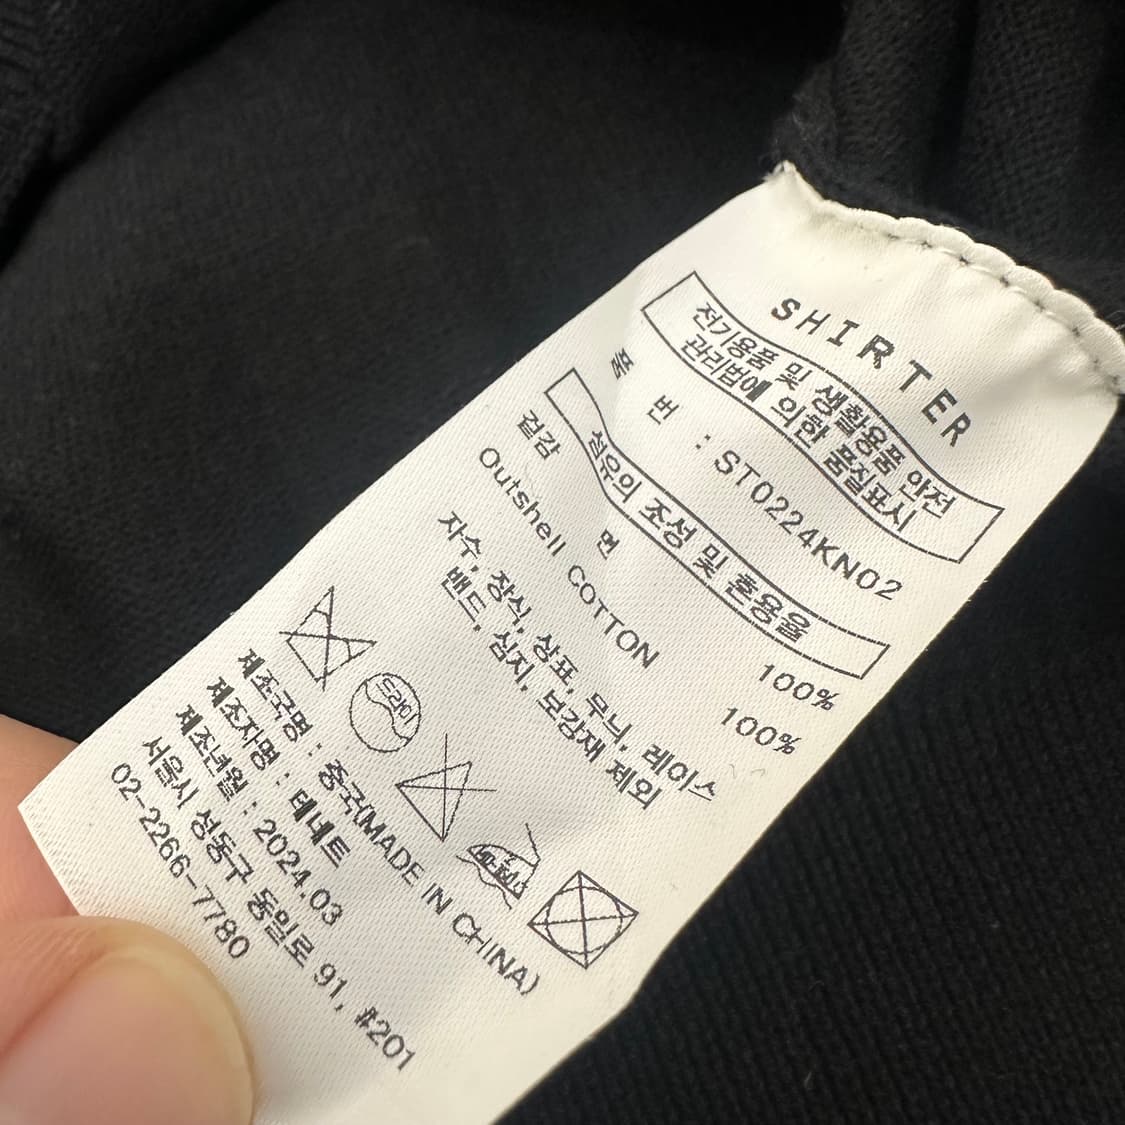 SHIRTER
전기용품 및 생활용품 안전
관리법에 의한 품질표시
품 번 : ST0224KN02
섬유의 조성 및 혼용율
겉감 면 100%
Outshell COTTON 100%
자수, 장식, 상표, 무늬, 레이스
밴드, 심지, 보강재 제외
드라이
제조국명 : 중국(MADE IN CHINA)
제조자명 : 테네트
제조년월 : 2024.03
서울시 성동구 동일로 91, #201
02-2266-7780